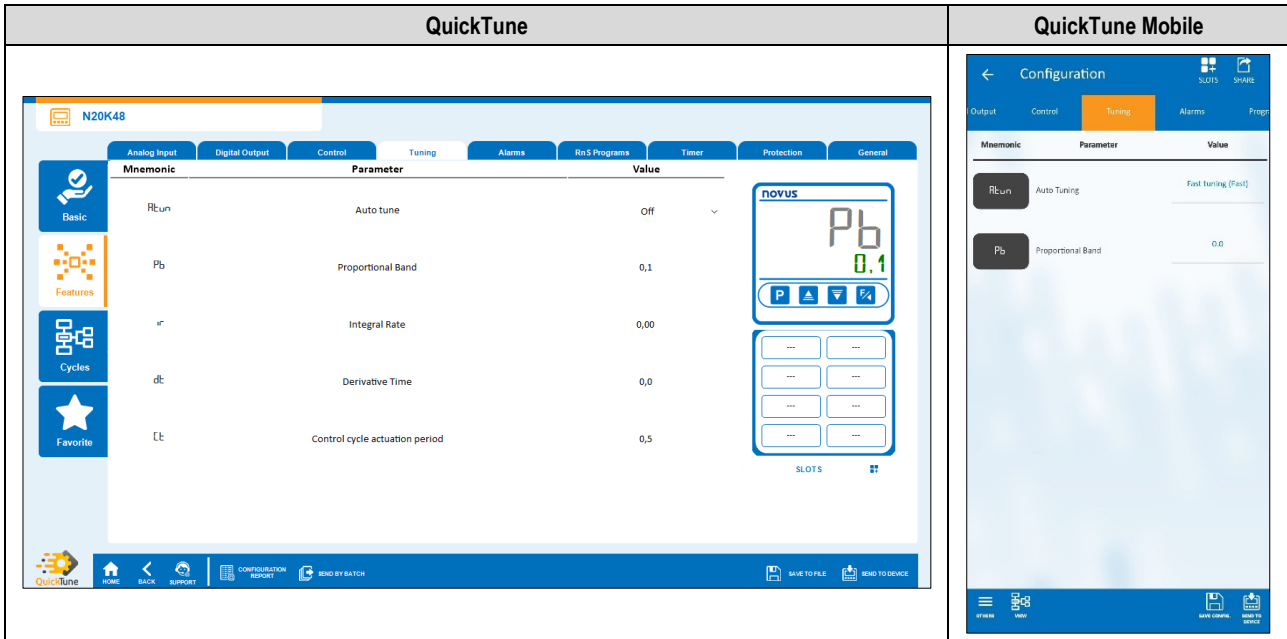 QuickTune
QuickTune Mobile
N20K48
Analog Input Digital Output Control Tuning Alarms RnS Programs Timer Protection General
Mnemonic Parameter Value
Basic
Features
Cycles
Favorite
Atun Auto tune Off
Pb Proportional Band 0,1
ir Integral Rate 0,00
dt Derivative Time 0,0
Ct Control cycle actuation period 0,5
novus
Pb
0.1
P F/
---  ---
---  ---
---  ---
---  ---
SLOTS
QuickTune
HOME BACK SUPPORT CONFIGURATION REPORT SEND BY BATCH SAVE TO FILE SEND TO DEVICE
Configuration SLOTS SHARE
l Output Control Tuning Alarms Progr
Mnemonic Parameter Value
Atun Auto Tuning Fast tuning (Fast)
Pb Proportional Band 0.0
OTHERS VIEW SAVE CONFIG. SEND TO DEVICE